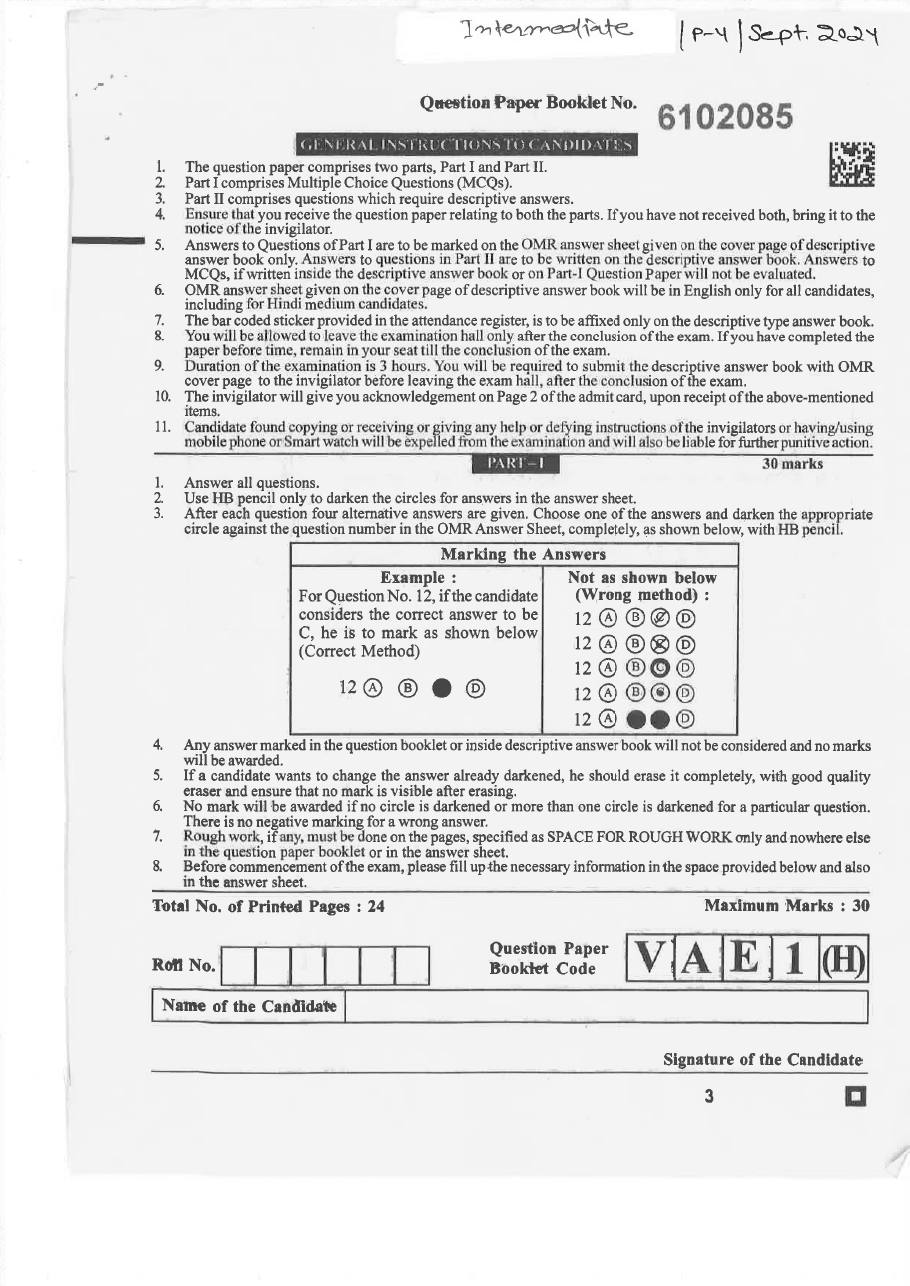 Intermediate | P-4 | Sept. 2024
Question Paper Booklet No. 6102085
GENERAL INSTRUCTIONS TO CANDIDATES
1. The question paper comprises two parts, Part I and Part II.
2. Part I comprises Multiple Choice Questions (MCQs).
3. Part II comprises questions which require descriptive answers.
4. Ensure that you receive the question paper relating to both the parts. If you have not received both, bring it to the
notice of the invigilator.
5. Answers to Questions of Part I are to be marked on the OMR answer sheet given on the cover page of descriptive
answer book only. Answers to questions in Part II are to be written on the descriptive answer book. Answers to
MCQs, if written inside the descriptive answer book or on Part-I Question Paper will not be evaluated.
6. OMR answer sheet given on the cover page of descriptive answer book will be in English only for all candidates,
including for Hindi medium candidates.
7. The bar coded sticker provided in the attendance register, is to be affixed only on the descriptive type answer book.
8. You will be allowed to leave the examination hall only after the conclusion of the exam. If you have completed the
paper before time, remain in your seat till the conclusion of the exam.
9. Duration of the examination is 3 hours. You will be required to submit the descriptive answer book with OMR
cover page to the invigilator before leaving the exam hall, after the conclusion of the exam.
10. The invigilator will give you acknowledgement on Page 2 of the admit card, upon receipt of the above-mentioned
items.
11. Candidate found copying or receiving or giving any help or defying instructions of the invigilators or having/using
mobile phone or Smart watch will be expelled from the examination and will also be liable for further punitive action.
PART – I 30 marks
1. Answer all questions.
2. Use HB pencil only to darken the circles for answers in the answer sheet.
3. After each question four alternative answers are given. Choose one of the answers and darken the appropriate
circle against the question number in the OMR Answer Sheet, completely, as shown below, with HB pencil.
Marking the Answers
Example :
For Question No. 12, if the candidate
considers the correct answer to be
C, he is to mark as shown below
(Correct Method)
12 A B D
Not as shown below
(Wrong method) :
12 A B C D
12 A B C D
12 A B C D
12 A B C D
12 A D
4. Any answer marked in the question booklet or inside descriptive answer book will not be considered and no marks
will be awarded.
5. If a candidate wants to change the answer already darkened, he should erase it completely, with good quality
eraser and ensure that no mark is visible after erasing.
6. No mark will be awarded if no circle is darkened or more than one circle is darkened for a particular question.
There is no negative marking for a wrong answer.
7. Rough work, if any, must be done on the pages, specified as SPACE FOR ROUGH WORK only and nowhere else
in the question paper booklet or in the answer sheet.
8. Before commencement of the exam, please fill up the necessary information in the space provided below and also
in the answer sheet.
Total No. of Printed Pages : 24 Maximum Marks : 30
Roll No. Question Paper
Booklet Code VAE1(H)
Name of the Candidate
Signature of the Candidate
3